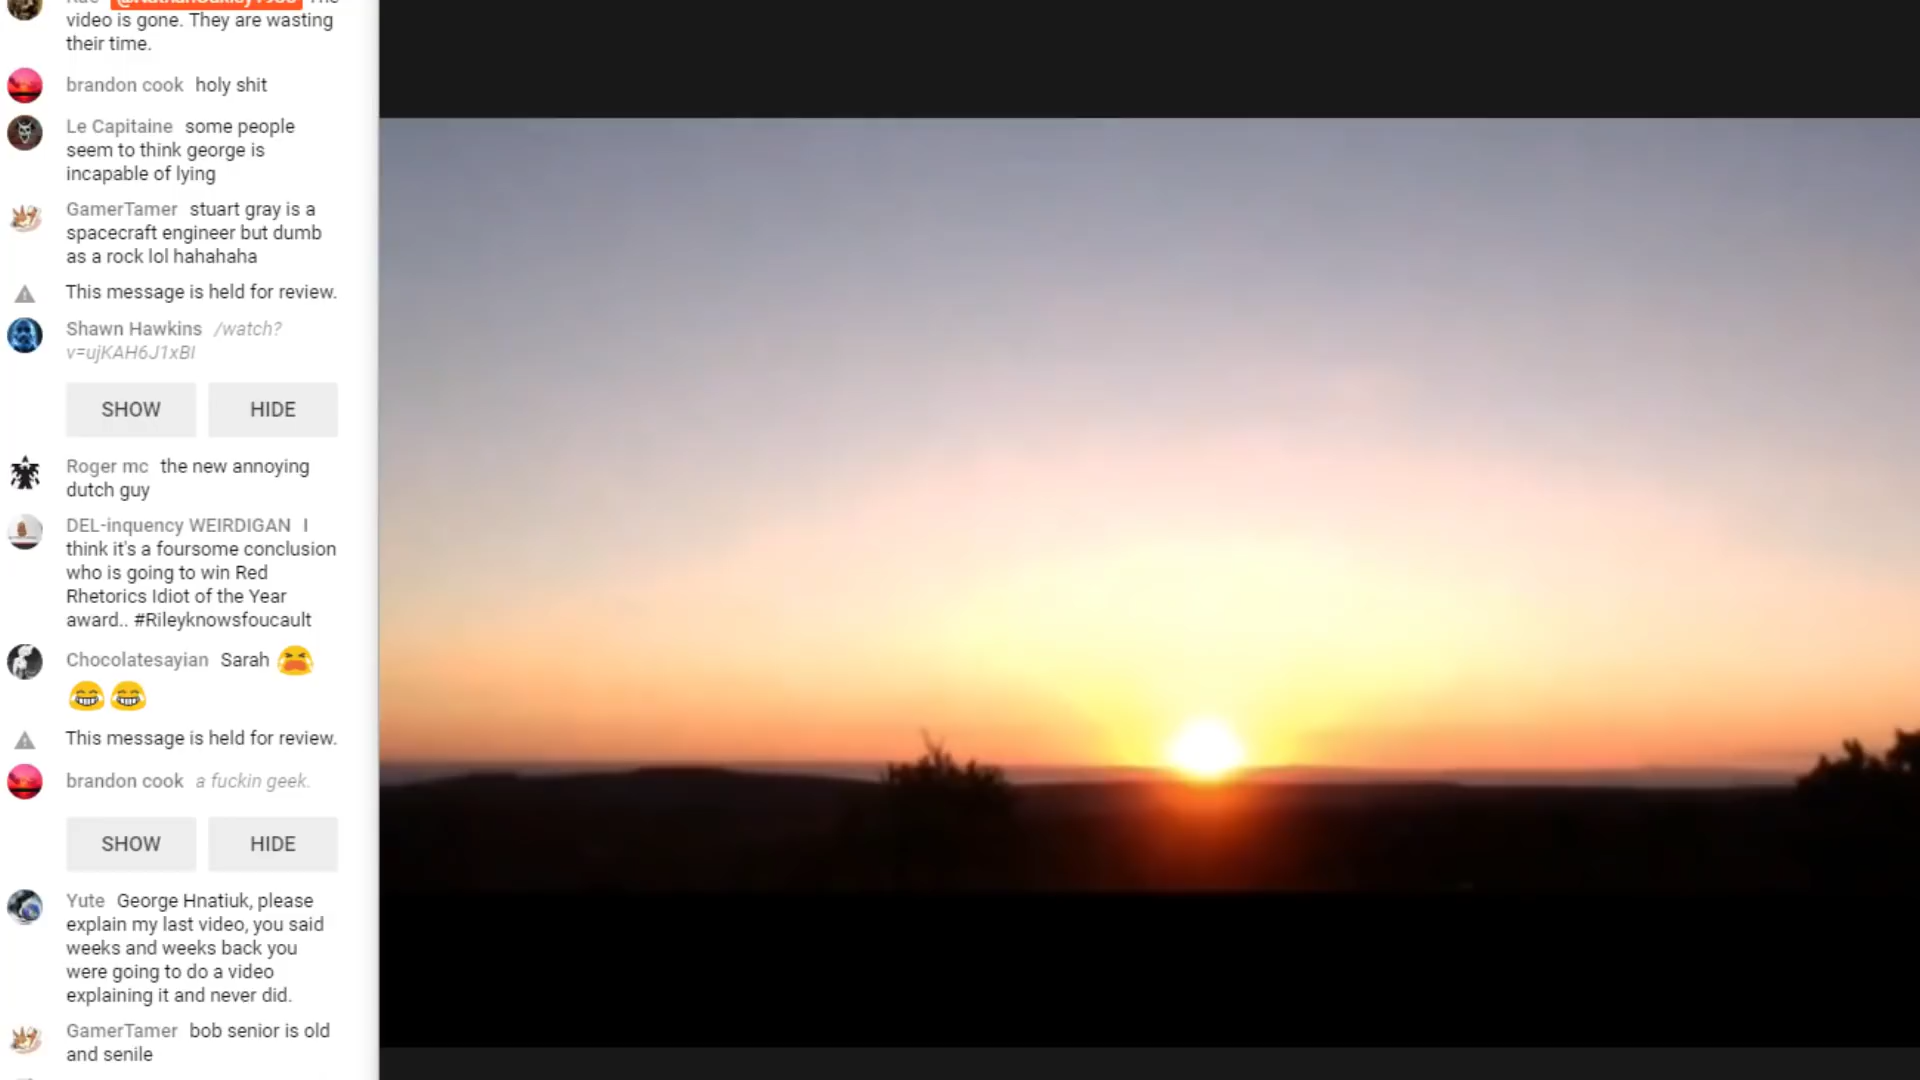 video is gone. They are wasting
their time.
brandon cook holy shit
Le Capitaine some people
seem to think george is
incapable of lying
GamerTamer stuart gray is a
spacecraft engineer but dumb
as a rock lol hahahaha
This message is held for review.
Shawn Hawkins /watch?
v=ujKAH6J1xBI
SHOW HIDE
Roger mc the new annoying
dutch guy
DEL-inquency WEIRDIGAN I
think it's a foursome conclusion
who is going to win Red
Rhetorics Idiot of the Year
award.. #Rileyknowsfoucault
Chocolatesayian Sarah
This message is held for review.
brandon cook a fuckin geek.
SHOW HIDE
Yute George Hnatiuk, please
explain my last video, you said
weeks and weeks back you
were going to do a video
explaining it and never did.
GamerTamer bob senior is old
and senile